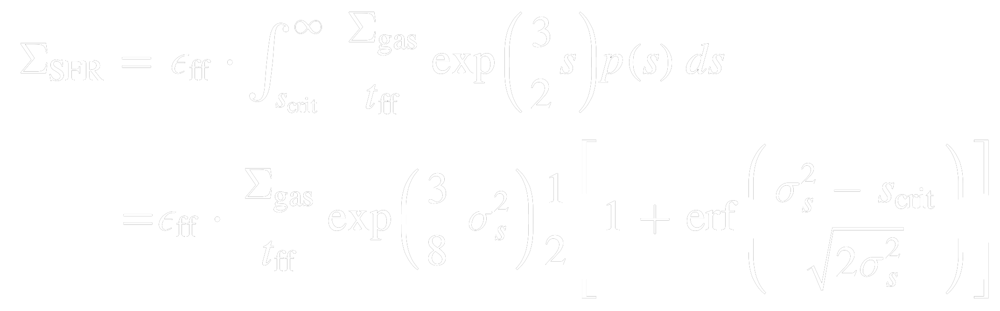 Σ_SFR = ϵ_ff · ∫_{s_crit}^{∞} Σ_gas / t_ff exp(3/2 s) p(s) ds
= ϵ_ff · Σ_gas / t_ff exp(3/8 σ_s^2) 1/2 [1 + erf((σ_s^2 − s_crit) / √(2σ_s^2))]